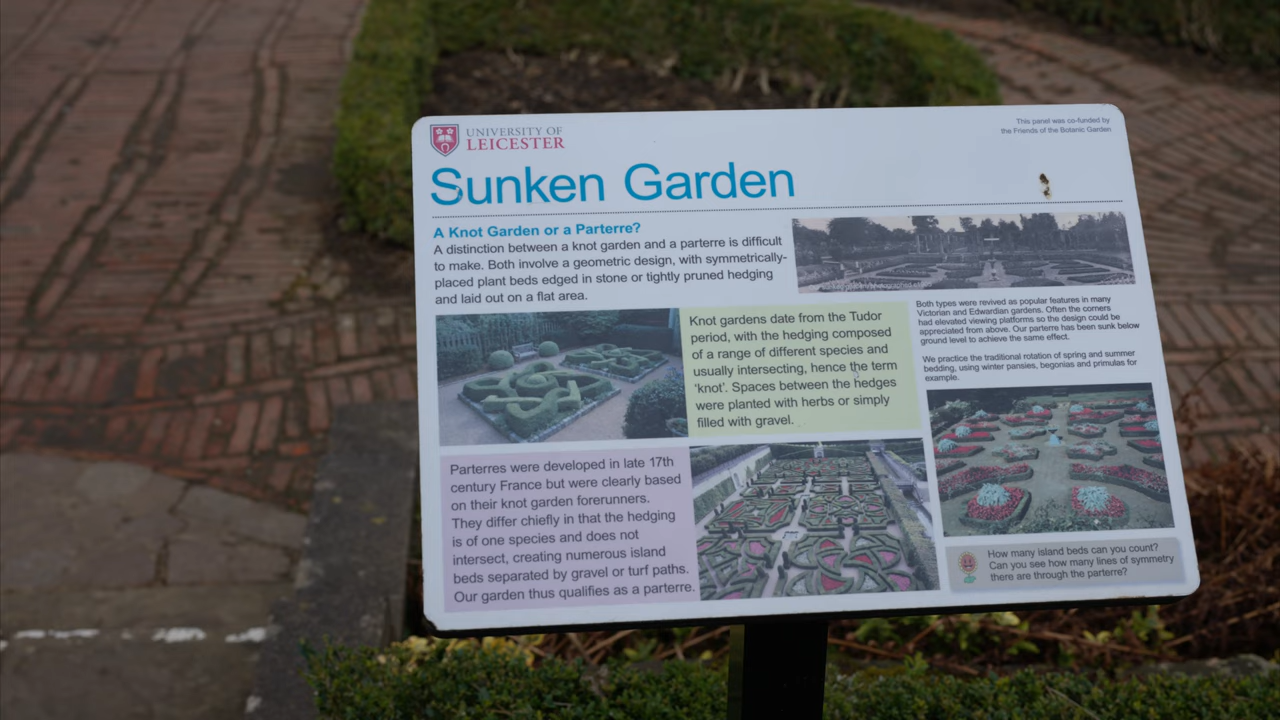 UNIVERSITY OF
LEICESTER
This panel was co-funded by
the Friends of the Botanic Garden
Sunken Garden
A Knot Garden or a Parterre?
A distinction between a knot garden and a parterre is difficult
to make. Both involve a geometric design, with symmetrically-
placed plant beds edged in stone or tightly pruned hedging
and laid out on a flat area.
Knot gardens date from the Tudor
period, with the hedging composed
of a range of different species and
usually intersecting, hence the term
‘knot’. Spaces between the hedges
were planted with herbs or simply
filled with gravel.
Parterres were developed in late 17th
century France but were clearly based
on their knot garden forerunners.
They differ chiefly in that the hedging
is of one species and does not
intersect, creating numerous island
beds separated by gravel or turf paths.
Our garden thus qualifies as a parterre.
Both types were revived as popular features in many
Victorian and Edwardian gardens. Often the corners
had elevated viewing platforms so the design could be
appreciated from above. Our parterre has been sunk below
ground level to achieve the same effect.
We practice the traditional rotation of spring and summer
bedding, using winter pansies, begonias and primulas for
example.
How many island beds can you count?
Can you see how many lines of symmetry
there are through the parterre?